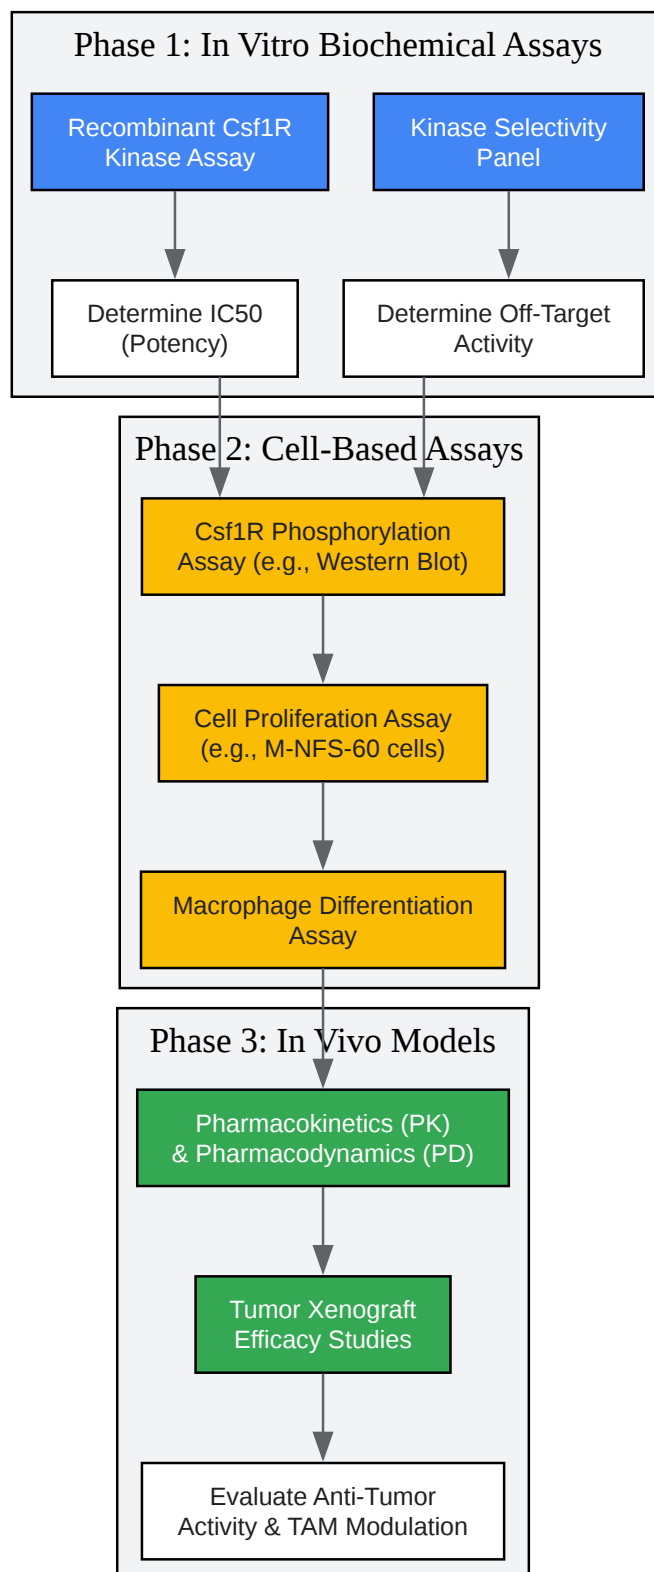 Phase 1: In Vitro Biochemical Assays
Recombinant Csf1R
Kinase Assay
Kinase Selectivity
Panel
Determine IC50
(Potency)
Determine Off-Target
Activity
Phase 2: Cell-Based Assays
Csf1R Phosphorylation
Assay (e.g., Western Blot)
Cell Proliferation Assay
(e.g., M-NFS-60 cells)
Macrophage Differentiation
Assay
Phase 3: In Vivo Models
Pharmacokinetics (PK)
& Pharmacodynamics (PD)
Tumor Xenograft
Efficacy Studies
Evaluate Anti-Tumor
Activity & TAM Modulation